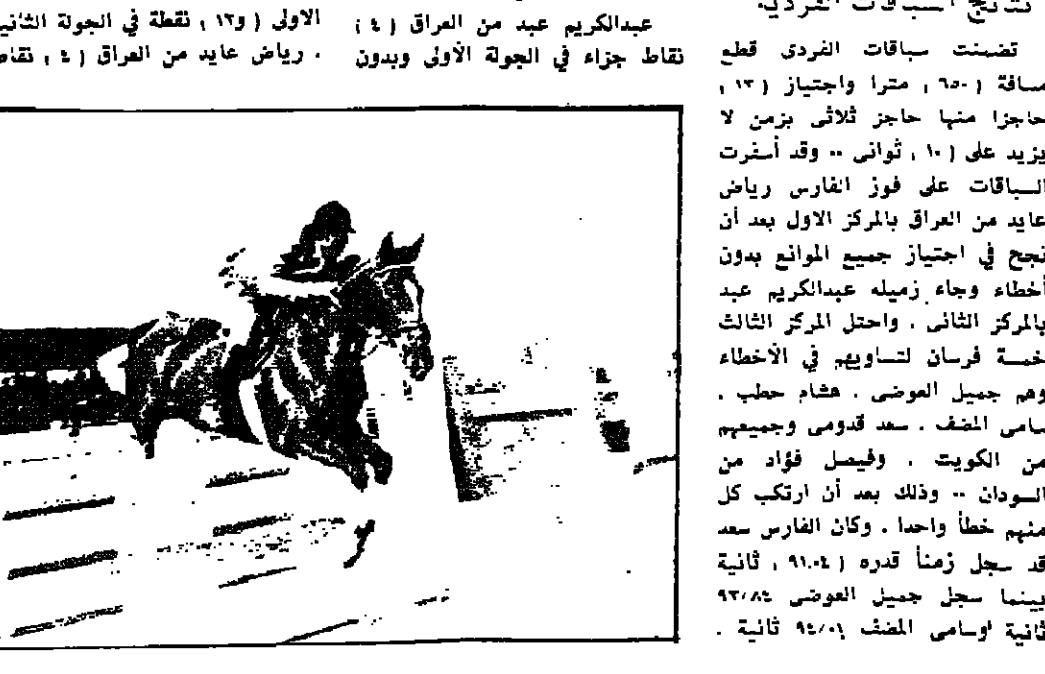 نتائج السباقات الفردية
تضمنت سباقات الفردى قطع
مسافة (٦٥٠) مترا واجتياز (١٣)
حاجزا منها حاجز ثلاثى بزمن لا
يزيد على (١٠) ثوانى .. وقد أسفرت
السباقات على فوز الفارس رياض
عايد من العراق بالمركز الاول بعد أن
نجح في اجتياز جميع الموانع بدون
أخطاء وجاء زميله عبدالكريم عبد
بالمركز الثانى . واحتل المركز الثالث
خمسة فرسان لتساويهم في الأخطاء
وهم جميل العوضى . هشام حطب .
سامى المضف . سعد قدومى وجميعهم
من الكويت . وفيصل فؤاد من
السودان .. وذلك بعد أن ارتكب كل
منهم خطأ واحدا . وكان الفارس سعد
قد سجل زمنأ قدره (٩١.٠٤) ثانية
بينما سجل جميل العوضى ٩٣/٨٤
ثانية وسامى المضف ٩٤/٠١ ثانية .
عبدالكريم عبد من العراق (٤)
نقاط جزاء في الجولة الأولى وبدون
الاولى (و١٢) نقطة في الجولة الثانية
. رياض عايد من العراق (٤) نقاط